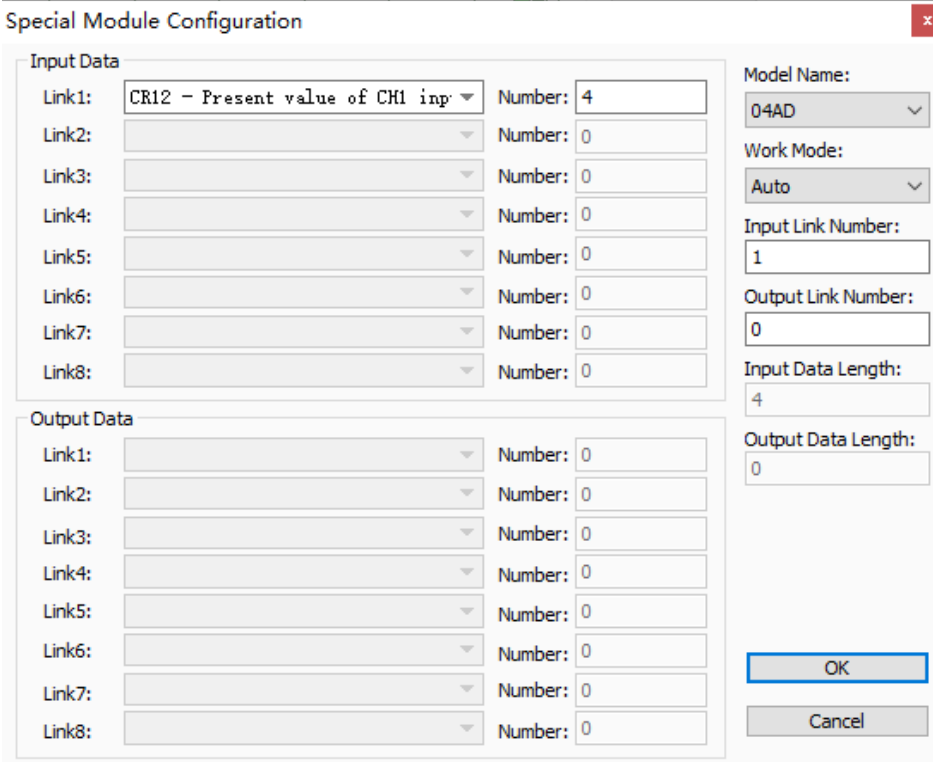 Special Module Configuration
x
Input Data
Link1: CR12 - Present value of CH1 inp Number: 4
Link2: Number: 0
Link3: Number: 0
Link4: Number: 0
Link5: Number: 0
Link6: Number: 0
Link7: Number: 0
Link8: Number: 0
Output Data
Link1: Number: 0
Link2: Number: 0
Link3: Number: 0
Link4: Number: 0
Link5: Number: 0
Link6: Number: 0
Link7: Number: 0
Link8: Number: 0
Model Name:
04AD
Work Mode:
Auto
Input Link Number:
1
Output Link Number:
0
Input Data Length:
4
Output Data Length:
0
OK
Cancel